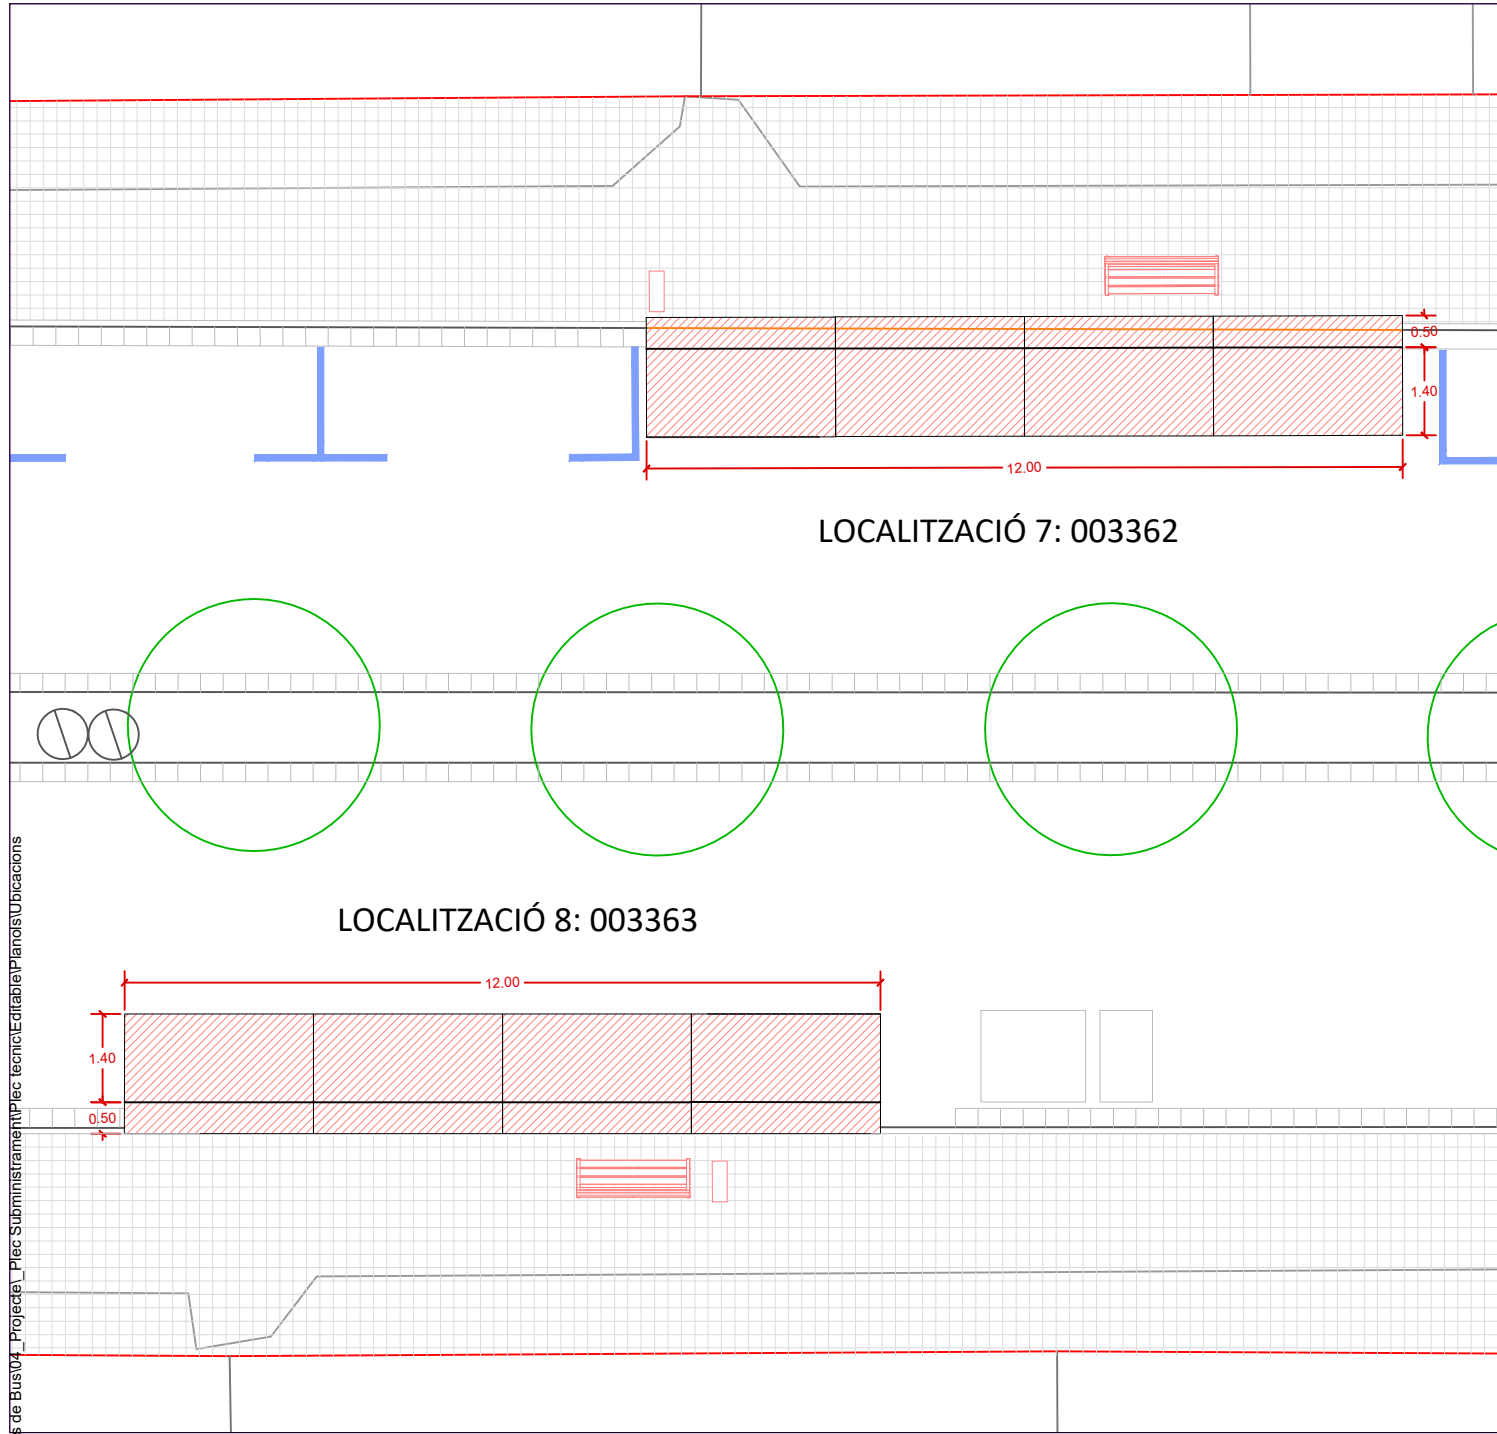 0.50
1.40
12.00
LOCALITZACIÓ 7: 003362
LOCALITZACIÓ 8: 003363
12.00
1.40
0.50
s de Bus\04_Projecte\_Plec Subministrament\Plec tecnic\Editable\Planols\Ubicacions